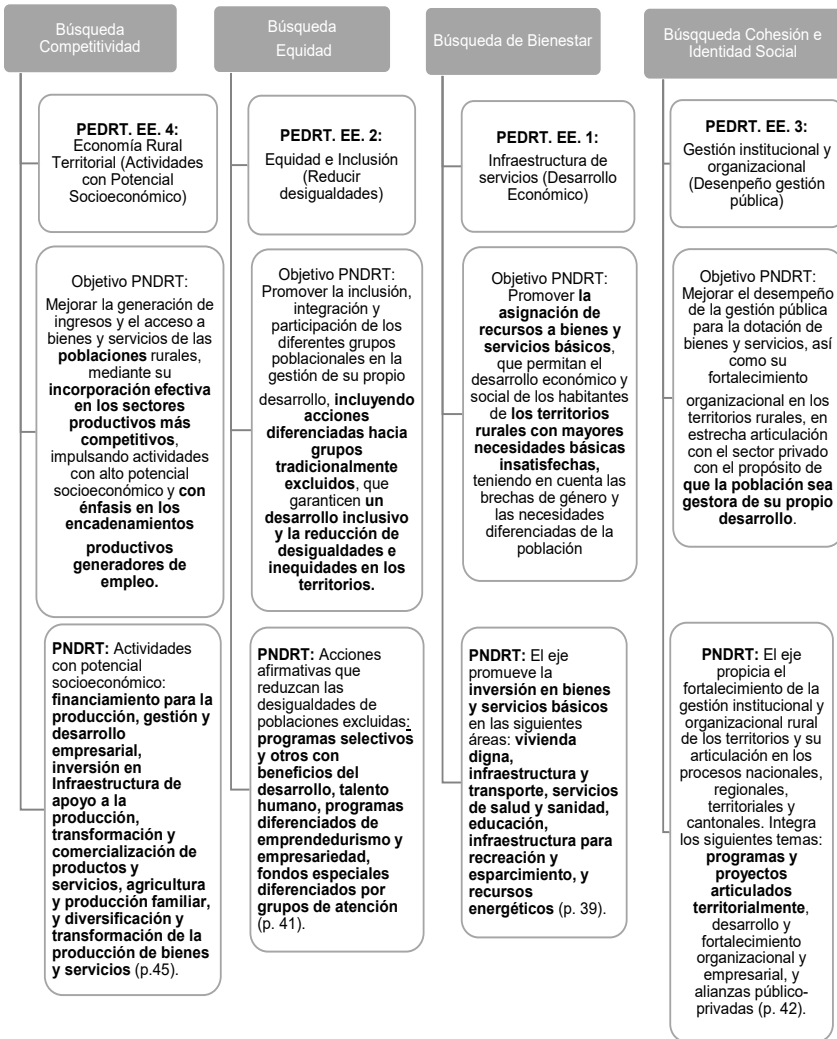 Búsqueda
Competitividad
PEDRT. EE. 4:
Economía Rural
Territorial (Actividades
con Potencial
Socioeconómico)
Objetivo PNDRT:
Mejorar la generación de
ingresos y el acceso a
bienes y servicios de las
poblaciones rurales,
mediante su
incorporación efectiva
en los sectores
productivos más
competitivos,
impulsando actividades
con alto potencial
socioeconómico y con
énfasis en los
encadenamientos
productivos
generadores de
empleo.
PNDRT: Actividades
con potencial
socioeconómico:
financiamiento para la
producción, gestión y
desarrollo
empresarial,
inversión en
Infraestructura de
apoyo a la
producción,
transformación y
comercialización de
productos y
servicios, agricultura
y producción familiar,
y diversificación y
transformación de la
producción de bienes
y servicios (p.45).
Búsqueda
Equidad
PEDRT. EE. 2:
Equidad e Inclusión
(Reducir
desigualdades)
Objetivo PNDRT:
Promover la inclusión,
integración y
participación de los
diferentes grupos
poblacionales en la
gestión de su propio
desarrollo, incluyendo
acciones
diferenciadas hacia
grupos
tradicionalmente
excluidos, que
garanticen un
desarrollo inclusivo
y la reducción de
desigualdades e
inequidades en los
territorios.
PNDRT: Acciones
afirmativas que
reduzcan las
desigualdades de
poblaciones excluidas:
programas selectivos
y otros con
beneficios del
desarrollo, talento
humano, programas
diferenciados de
emprendedurismo y
empresariedad,
fondos especiales
diferenciados por
grupos de atención
(p. 41).
Búsqueda de Bienestar
PEDRT. EE. 1:
Infraestructura de
servicios (Desarrollo
Económico)
Objetivo PNDRT:
Promover la
asignación de
recursos a bienes y
servicios básicos,
que permitan el
desarrollo económico y
social de los habitantes
de los territorios
rurales con mayores
necesidades básicas
insatisfechas,
teniendo en cuenta las
brechas de género y
las necesidades
diferenciadas de la
población
PNDRT: El eje
promueve la
inversión en bienes
y servicios básicos
en las siguientes
áreas: vivienda
digna,
infraestructura y
transporte, servicios
de salud y sanidad,
educación,
infraestructura para
recreación y
esparcimiento, y
recursos
energéticos (p. 39).
Búsqqueda Cohesión e
Identidad Social
PEDRT. EE. 3:
Gestión institucional y
organizacional
(Desenpeño gestión
pública)
Objetivo PNDRT:
Mejorar el desempeño
de la gestión pública
para la dotación de
bienes y servicios, así
como su
fortalecimiento
organizacional en los
territorios rurales, en
estrecha articulación
con el sector privado
con el propósito de
que la población sea
gestora de su propio
desarrollo.
PNDRT: El eje
propicia el
fortalecimiento de la
gestión institucional y
organizacional rural
de los territorios y su
articulación en los
procesos nacionales,
regionales,
territoriales y
cantonales. Integra
los siguientes temas:
programas y
proyectos
articulados
territorialmente,
desarrollo y
fortalecimiento
organizacional y
empresarial, y
alianzas público-
privadas (p. 42).